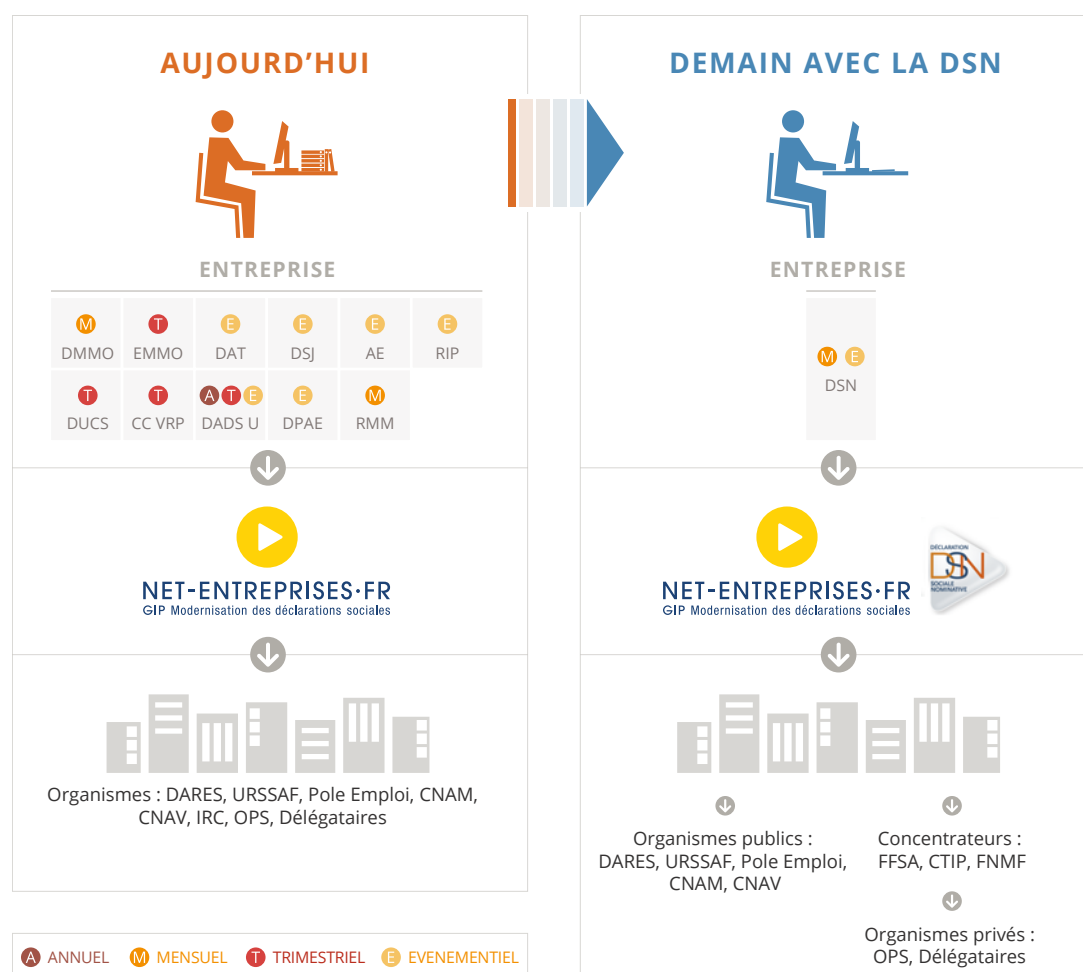 AUJOURD'HUI
ENTREPRISE
M T E E E E
DMMO EMMO DAT DSJ AE RIP
T T A T E E M
DUCS CC VRP DADS U DPAE RMM
NET-ENTREPRISES·FR
GIP Modernisation des déclarations sociales
Organismes : DARES, URSSAF, Pole Emploi, CNAM,
CNAV, IRC, OPS, Délégataires
A ANNUEL M MENSUEL T TRIMESTRIEL E EVENEMENTIEL
DEMAIN AVEC LA DSN
ENTREPRISE
M E
DSN
NET-ENTREPRISES·FR
GIP Modernisation des déclarations sociales
DÉCLARATION
DSN
SOCIALE
NOMINATIVE
Organismes publics :
DARES, URSSAF, Pole Emploi,
CNAM, CNAV
Concentrateurs :
FFSA, CTIP, FNMF
Organismes privés :
OPS, Délégataires